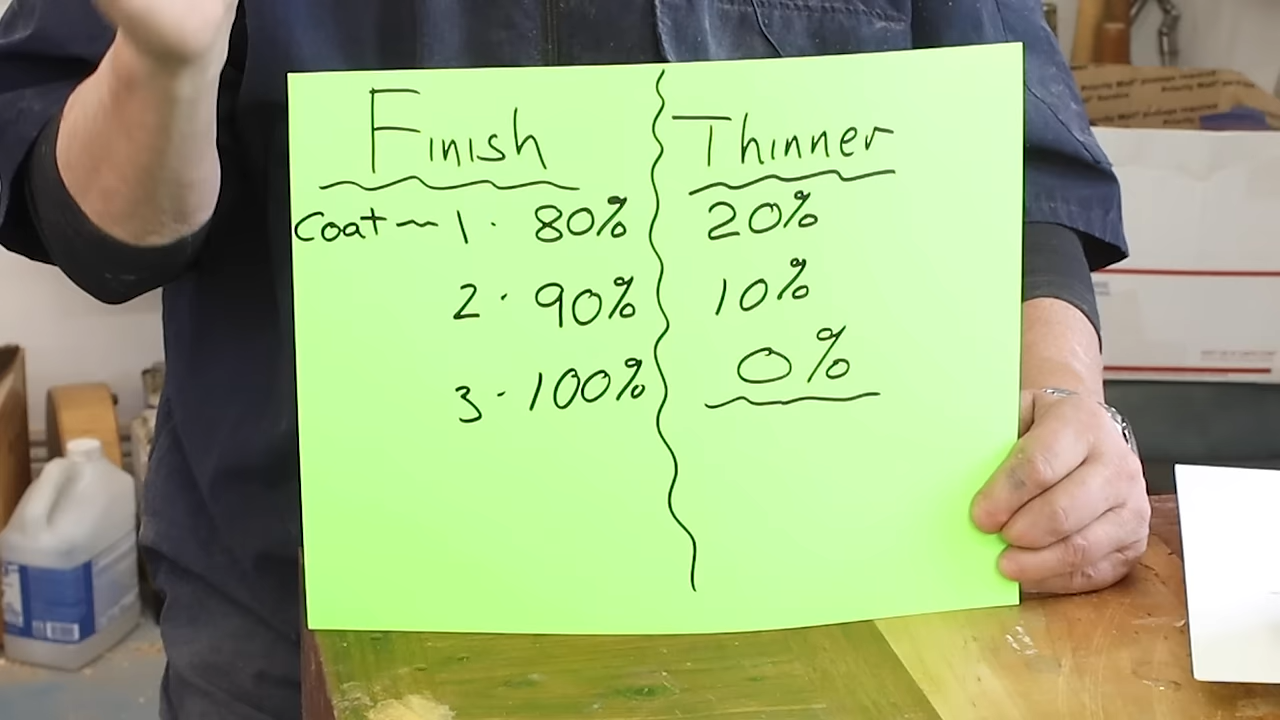 Finish Thinner
Coat ~ 1. 80% 20%
2. 90% 10%
3. 100% 0%